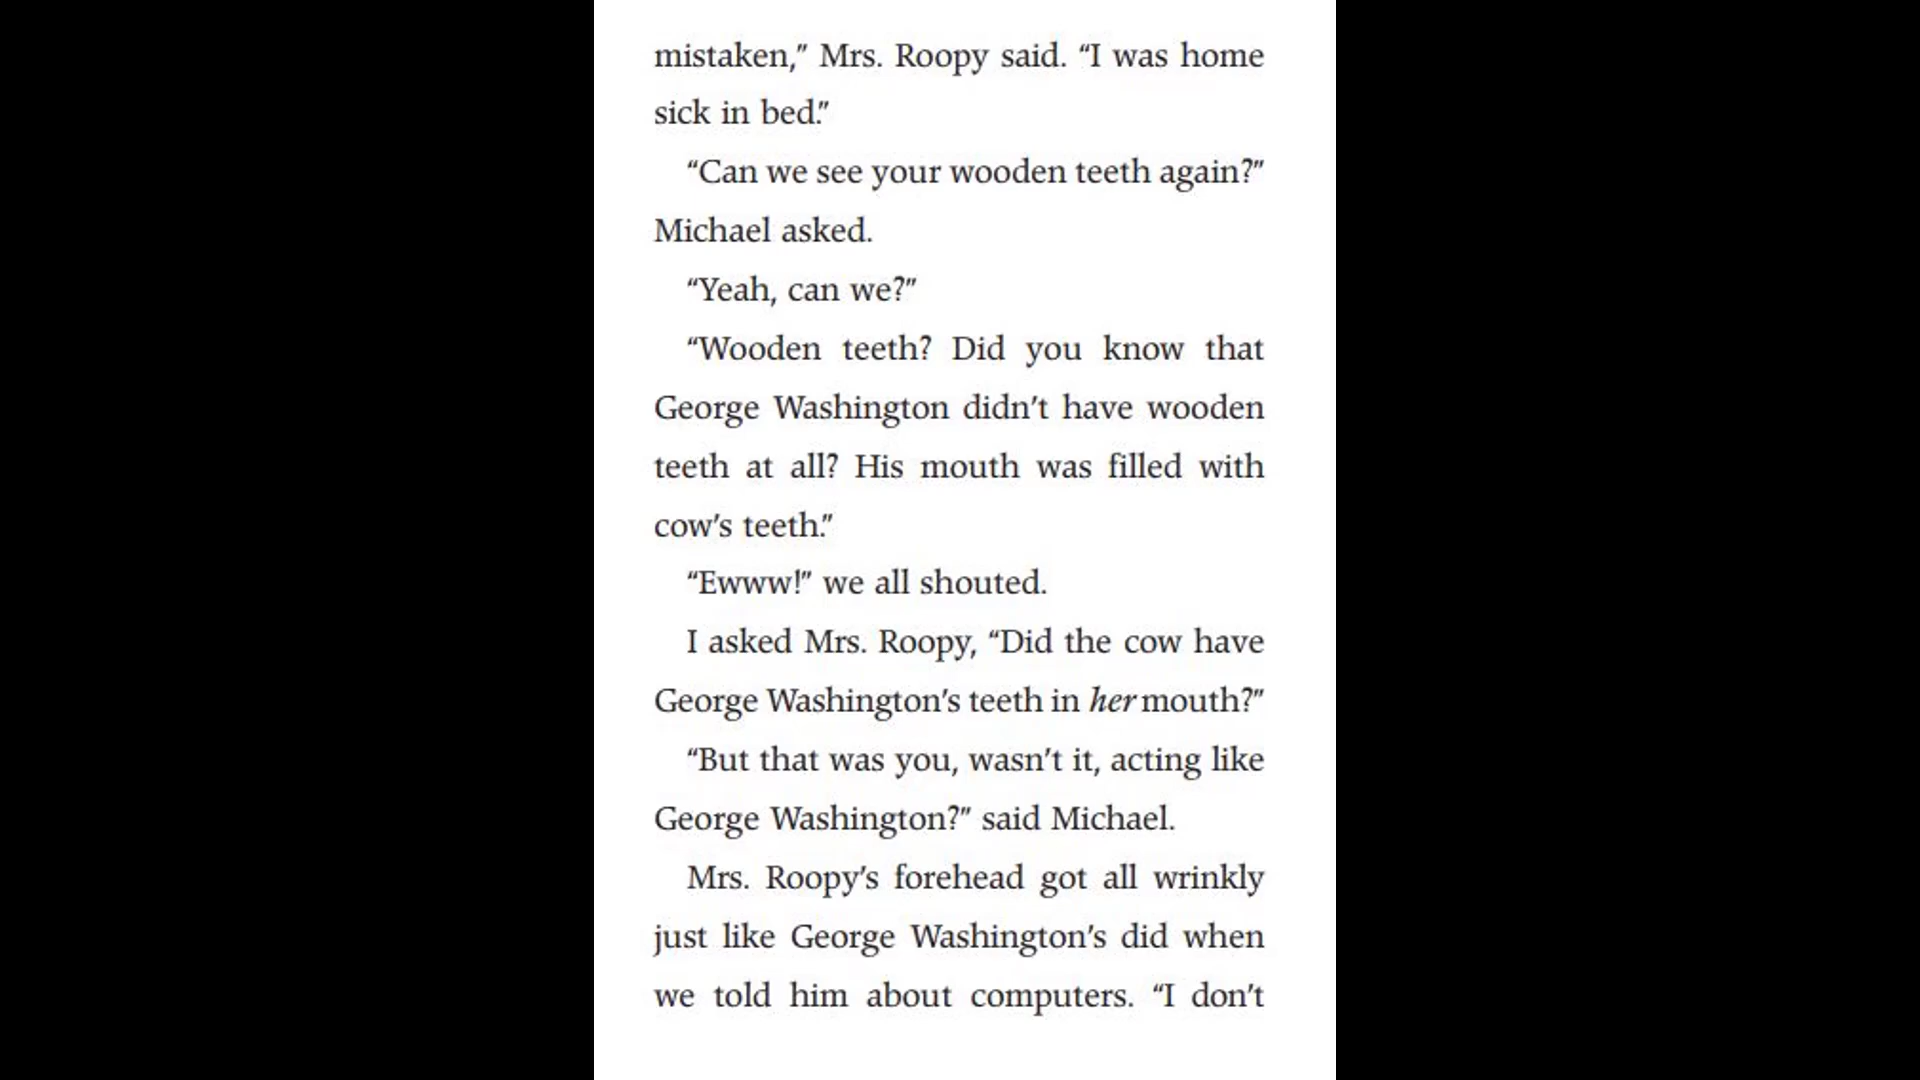 mistaken,” Mrs. Roopy said. “I was home
sick in bed.”
“Can we see your wooden teeth again?”
Michael asked.
“Yeah, can we?”
“Wooden teeth? Did you know that
George Washington didn’t have wooden
teeth at all? His mouth was filled with
cow’s teeth.”
“Ewww!” we all shouted.
I asked Mrs. Roopy, “Did the cow have
George Washington’s teeth in her mouth?”
“But that was you, wasn’t it, acting like
George Washington?” said Michael.
Mrs. Roopy’s forehead got all wrinkly
just like George Washington’s did when
we told him about computers. “I don’t